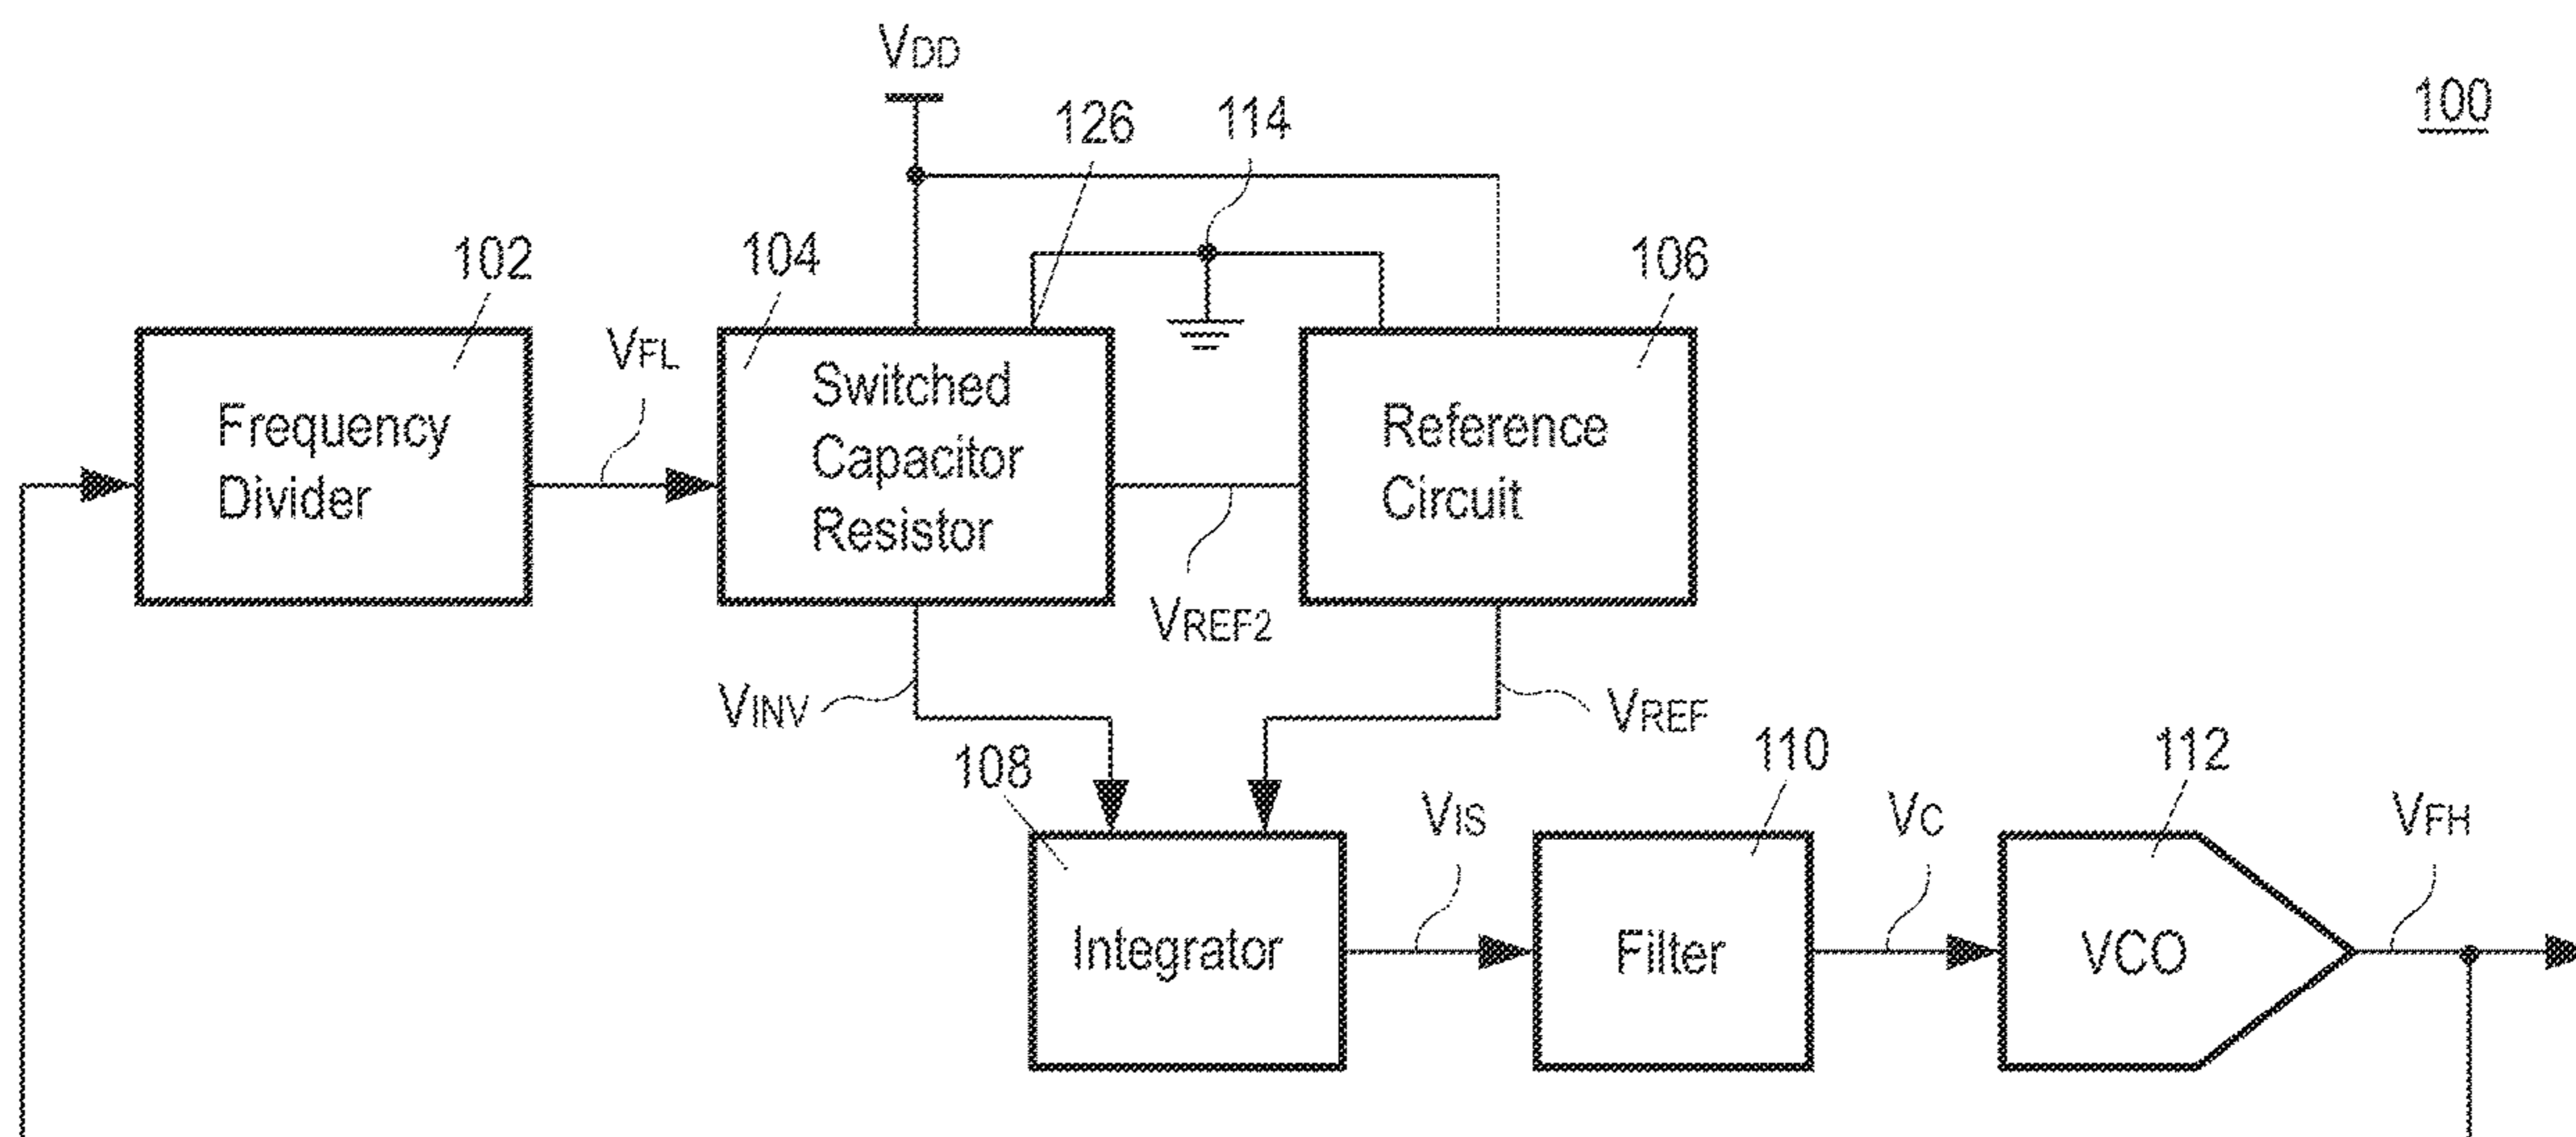 VDD
100
126
114
102
104
106
VFL
Switched
Capacitor
Resistor
Frequency
Divider
Reference
Circuit
VREF2
VINV
VREF
108
110
112
VIS
VC
VFH
Integrator
Filter
VCO